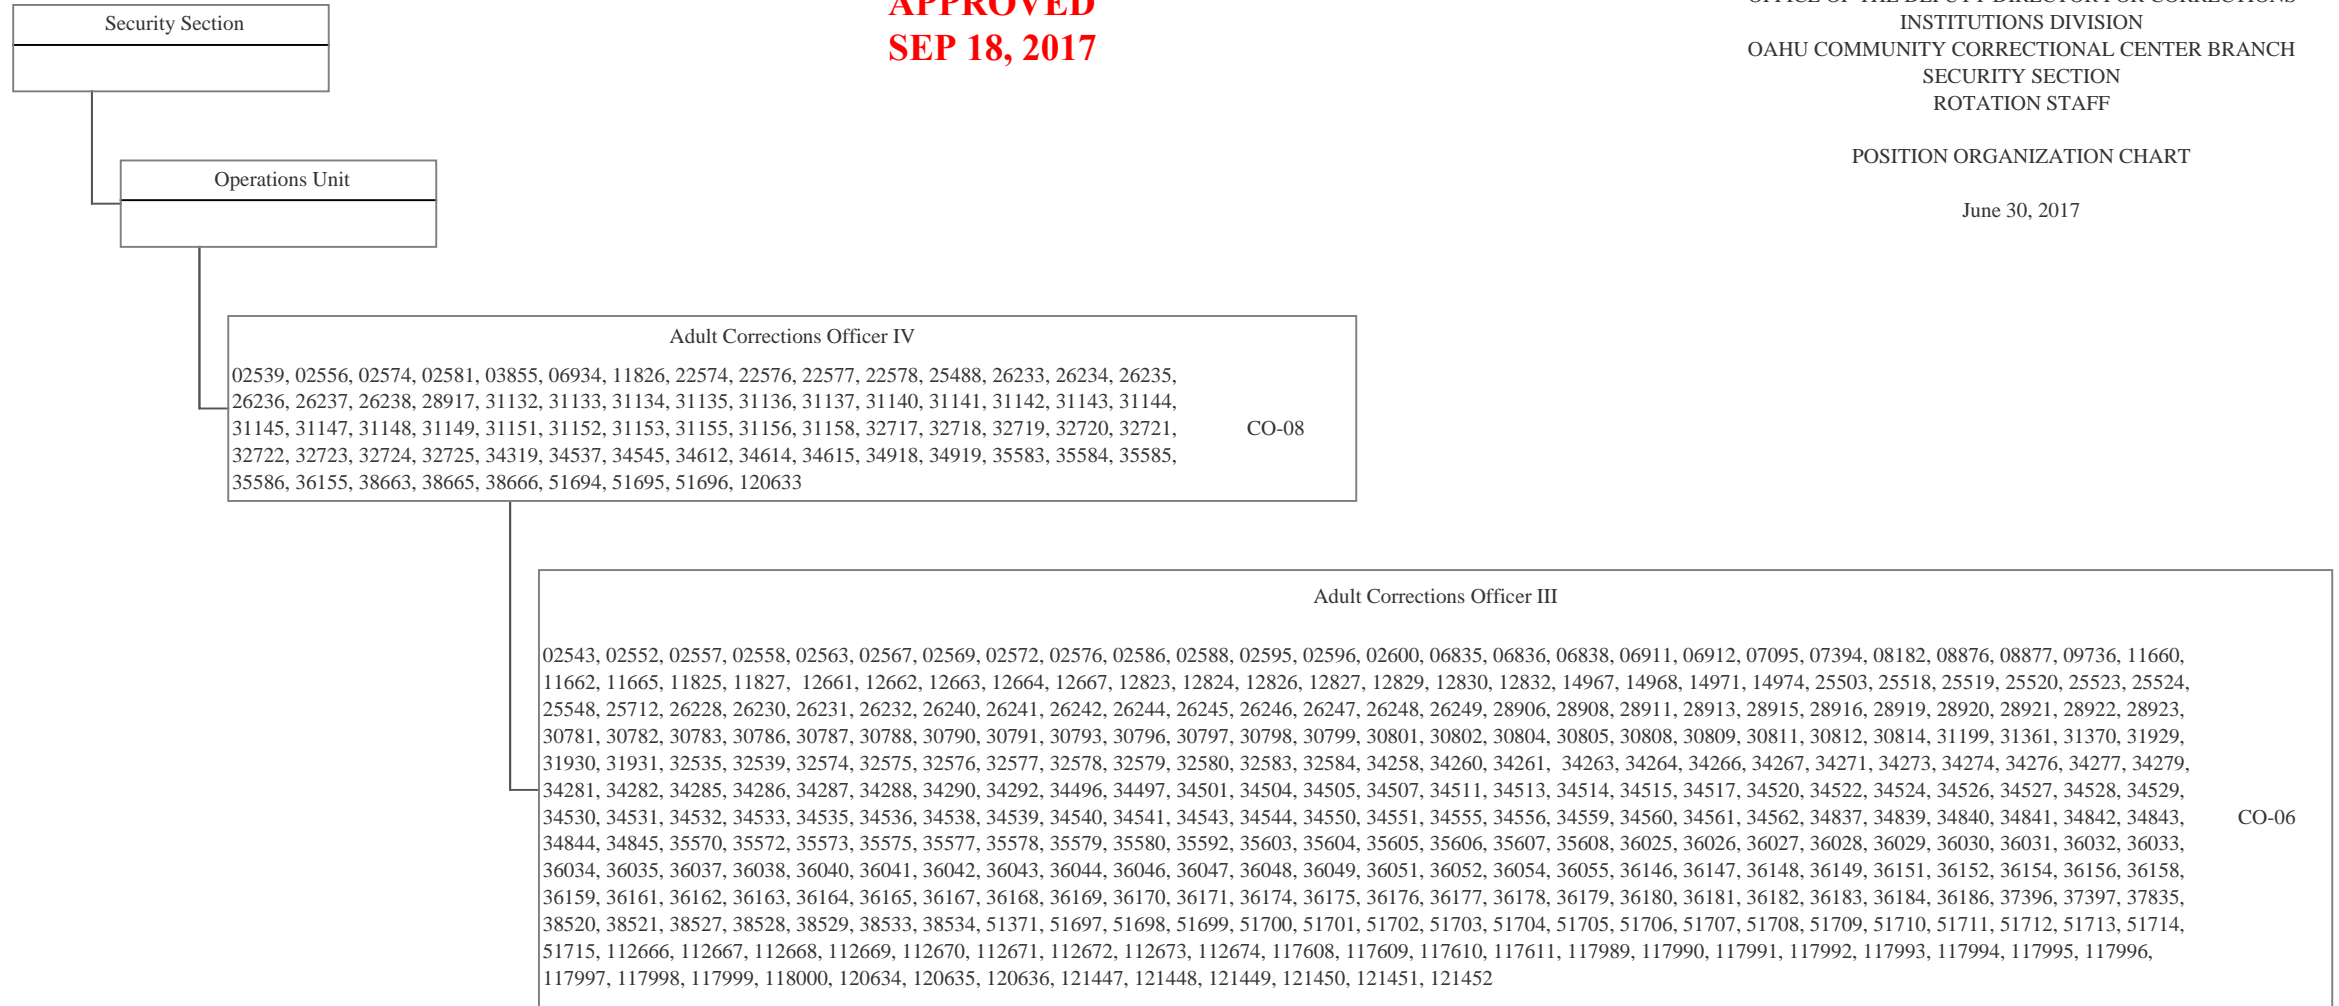 APPROVED
SEP 18, 2017
OFFICE OF THE DEPUTY DIRECTOR FOR CORRECTIONS
INSTITUTIONS DIVISION
OAHU COMMUNITY CORRECTIONAL CENTER BRANCH
SECURITY SECTION
ROTATION STAFF
POSITION ORGANIZATION CHART
June 30, 2017
Security Section
Operations Unit
Adult Corrections Officer IV
02539, 02556, 02574, 02581, 03855, 06934, 11826, 22574, 22576, 22577, 22578, 25488, 26233, 26234, 26235,
26236, 26237, 26238, 28917, 31132, 31133, 31134, 31135, 31136, 31137, 31140, 31141, 31142, 31143, 31144,
31145, 31147, 31148, 31149, 31151, 31152, 31153, 31155, 31156, 31158, 32717, 32718, 32719, 32720, 32721,
32722, 32723, 32724, 32725, 34319, 34537, 34545, 34612, 34614, 34615, 34918, 34919, 35583, 35584, 35585,
35586, 36155, 38663, 38665, 38666, 51694, 51695, 51696, 120633
CO-08
Adult Corrections Officer III
02543, 02552, 02557, 02558, 02563, 02567, 02569, 02572, 02576, 02586, 02588, 02595, 02596, 02600, 06835, 06836, 06838, 06911, 06912, 07095, 07394, 08182, 08876, 08877, 09736, 11660,
11662, 11665, 11825, 11827, 12661, 12662, 12663, 12664, 12667, 12823, 12824, 12826, 12827, 12829, 12830, 12832, 14967, 14968, 14971, 14974, 25503, 25518, 25519, 25520, 25523, 25524,
25548, 25712, 26228, 26230, 26231, 26232, 26240, 26241, 26242, 26244, 26245, 26246, 26247, 26248, 26249, 28906, 28908, 28911, 28913, 28915, 28916, 28919, 28920, 28921, 28922, 28923,
30781, 30782, 30783, 30786, 30787, 30788, 30790, 30791, 30793, 30796, 30797, 30798, 30799, 30801, 30802, 30804, 30805, 30808, 30809, 30811, 30812, 30814, 31199, 31361, 31370, 31929,
31930, 31931, 32535, 32539, 32574, 32575, 32576, 32577, 32578, 32579, 32580, 32583, 32584, 34258, 34260, 34261, 34263, 34264, 34266, 34267, 34271, 34273, 34274, 34276, 34277, 34279,
34281, 34282, 34285, 34286, 34287, 34288, 34290, 34292, 34496, 34497, 34501, 34504, 34505, 34507, 34511, 34513, 34514, 34515, 34517, 34520, 34522, 34524, 34526, 34527, 34528, 34529,
34530, 34531, 34532, 34533, 34535, 34536, 34538, 34539, 34540, 34541, 34543, 34544, 34550, 34551, 34555, 34556, 34559, 34560, 34561, 34562, 34837, 34839, 34840, 34841, 34842, 34843,
34844, 34845, 35570, 35572, 35573, 35575, 35577, 35578, 35579, 35580, 35592, 35603, 35604, 35605, 35606, 35607, 35608, 36025, 36026, 36027, 36028, 36029, 36030, 36031, 36032, 36033,
36034, 36035, 36037, 36038, 36040, 36041, 36042, 36043, 36044, 36046, 36047, 36048, 36049, 36051, 36052, 36054, 36055, 36146, 36147, 36148, 36149, 36151, 36152, 36154, 36156, 36158,
36159, 36161, 36162, 36163, 36164, 36165, 36167, 36168, 36169, 36170, 36171, 36174, 36175, 36176, 36177, 36178, 36179, 36180, 36181, 36182, 36183, 36184, 36186, 37396, 37397, 37835,
38520, 38521, 38527, 38528, 38529, 38533, 38534, 51371, 51697, 51698, 51699, 51700, 51701, 51702, 51703, 51704, 51705, 51706, 51707, 51708, 51709, 51710, 51711, 51712, 51713, 51714,
51715, 112666, 112667, 112668, 112669, 112670, 112671, 112672, 112673, 112674, 117608, 117609, 117610, 117611, 117989, 117990, 117991, 117992, 117993, 117994, 117995, 117996,
117997, 117998, 117999, 118000, 120634, 120635, 120636, 121447, 121448, 121449, 121450, 121451, 121452
CO-06